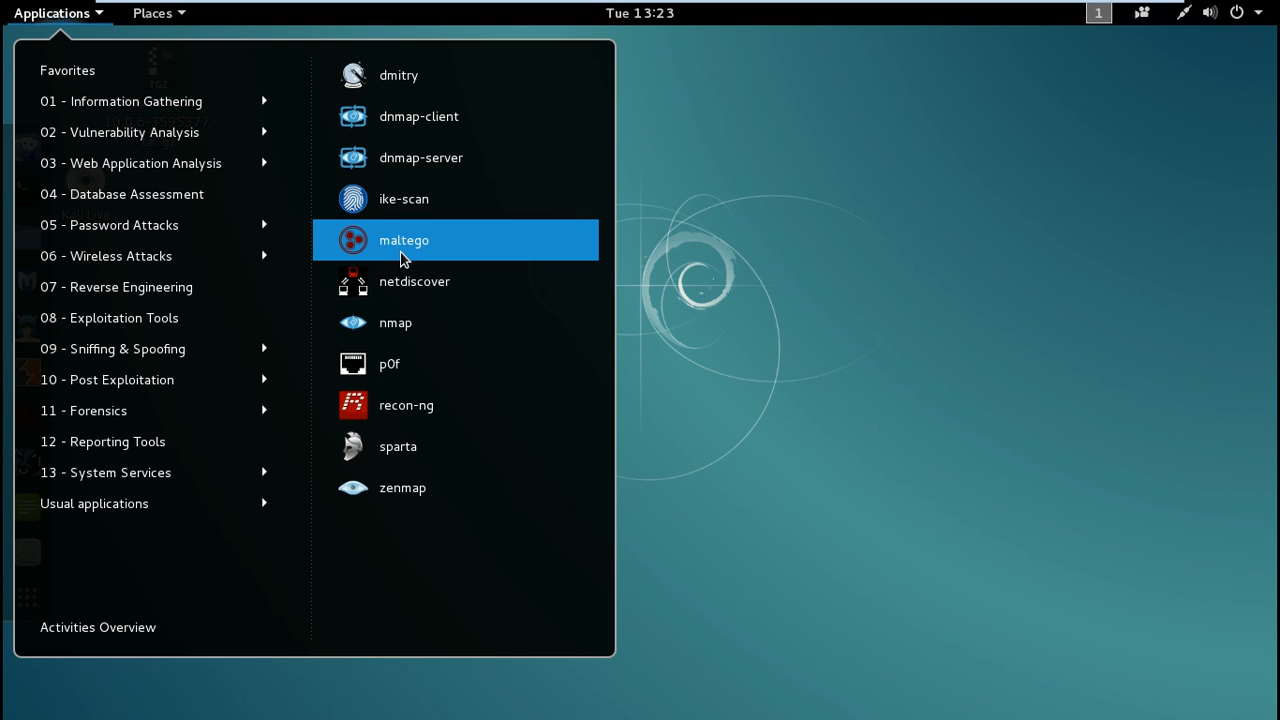 Applications
Places
Tue 13:23
1
Favorites
01 - Information Gathering
02 - Vulnerability Analysis
03 - Web Application Analysis
04 - Database Assessment
05 - Password Attacks
06 - Wireless Attacks
07 - Reverse Engineering
08 - Exploitation Tools
09 - Sniffing & Spoofing
10 - Post Exploitation
11 - Forensics
12 - Reporting Tools
13 - System Services
Usual applications
Activities Overview
dmitry
dnmap-client
dnmap-server
ike-scan
maltego
netdiscover
nmap
p0f
recon-ng
sparta
zenmap
TGZ